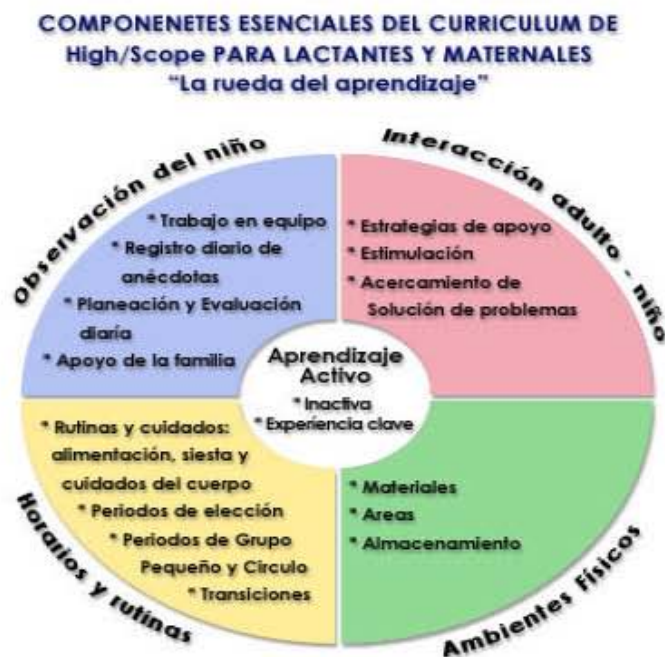 COMPONENETES ESENCIALES DEL CURRICULUM DE
High/Scope PARA LACTANTES Y MATERNALES
"La rueda del aprendizaje"
Observación del niño
* Trabajo en equipo
* Registro diario de
anécdotas
* Planeación y Evaluación
diaría
* Apoyo de la familia
Interacción adulto - niño
* Estrategias de apoyo
* Estimulación
* Acercamiento de
Solución de problemas
Aprendizaje
Activo
* Inactiva
* Experiencia clave
Horarios y rutinas
* Rutinas y cuidados:
alimentación, siesta y
cuidados del cuerpo
* Periodos de elección
* Periodos de Grupo
Pequeño y Circulo
* Transiciones
Ambientes Físicos
* Materiales
* Areas
* Almacenamiento